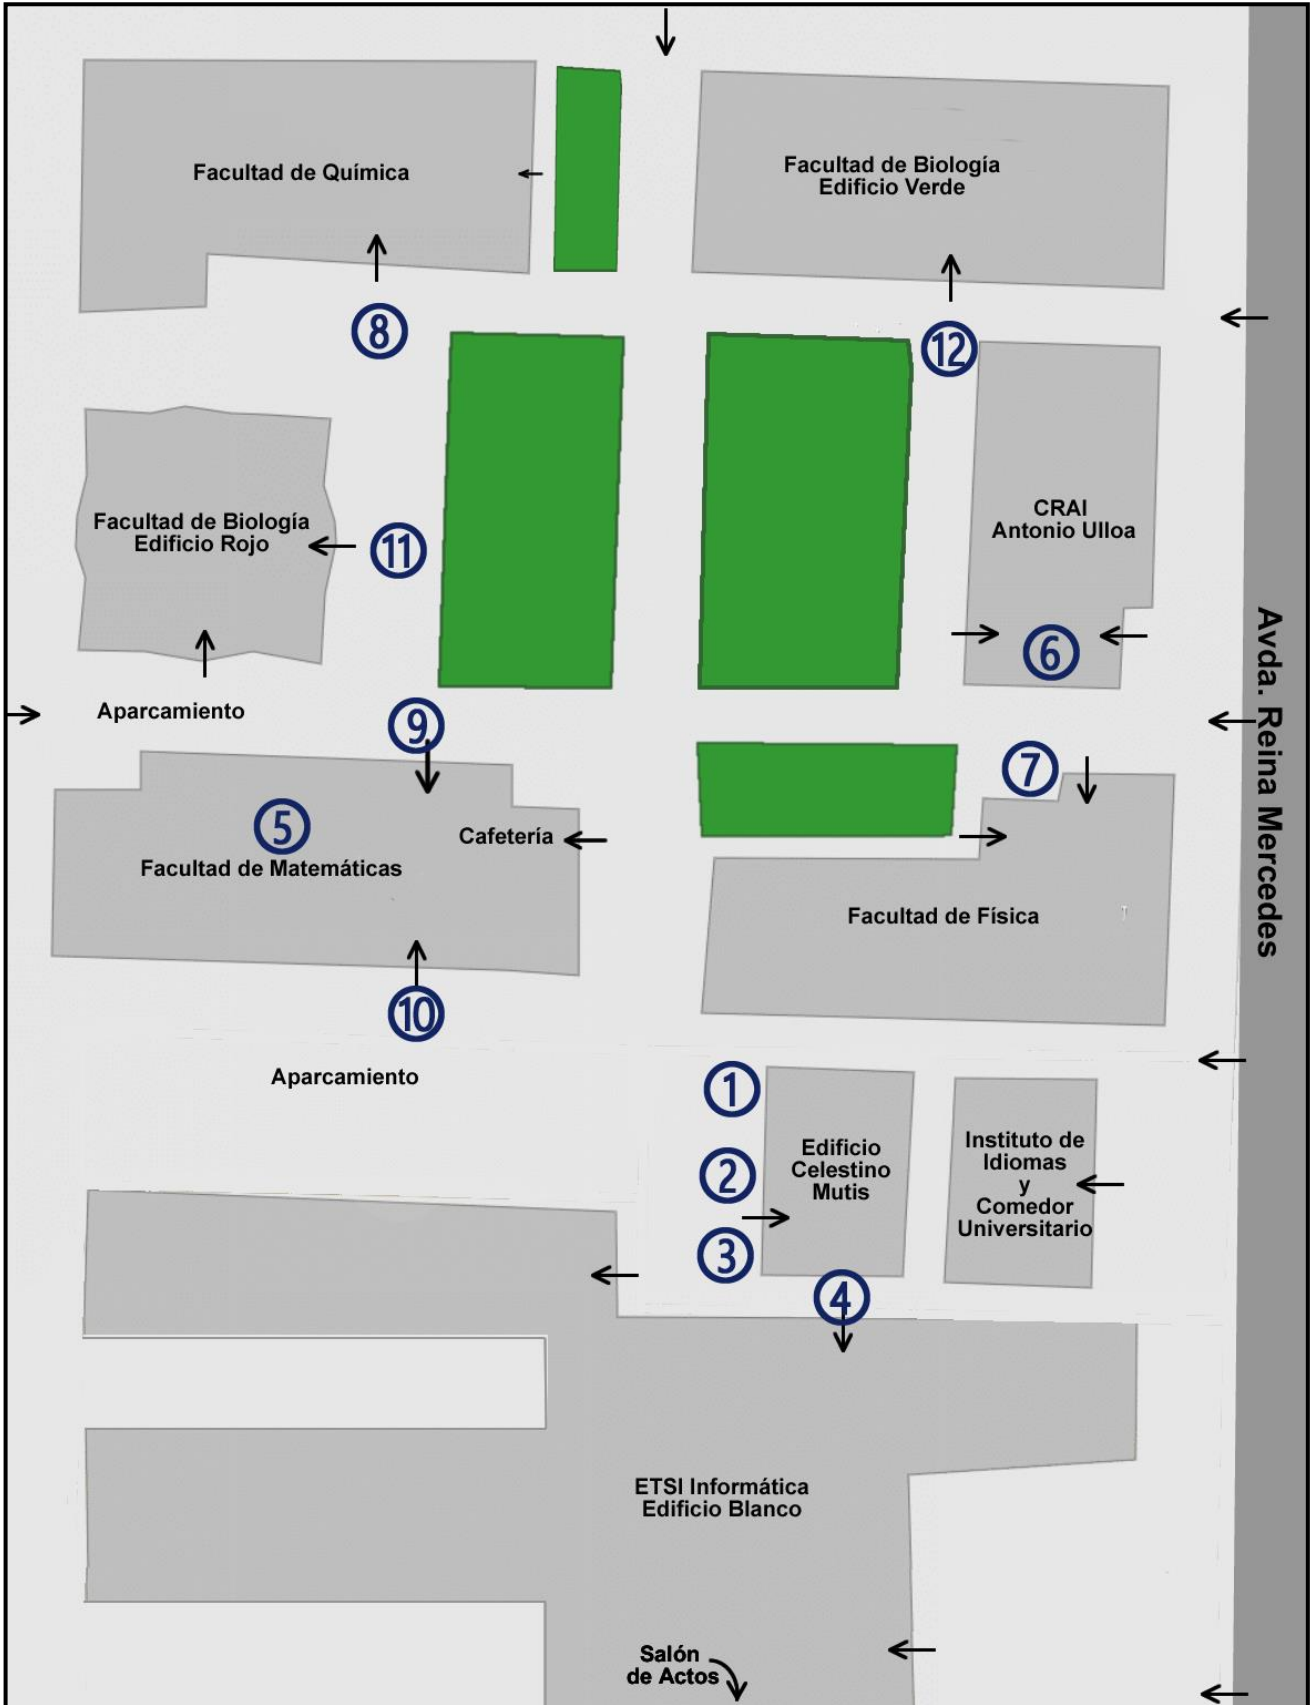 Facultad de Química
Facultad de Biología
Edificio Verde
8
12
Facultad de Biología
Edificio Rojo
11
CRAI
Antonio Ulloa
6
Avda. Reina Mercedes
Aparcamiento
9
7
5
Cafetería
Facultad de Matemáticas
Facultad de Física
10
Aparcamiento
1
2
3
Edificio
Celestino
Mutis
Instituto de
Idiomas
y
Comedor
Universitario
4
ETSI Informática
Edificio Blanco
Salón
de Actos